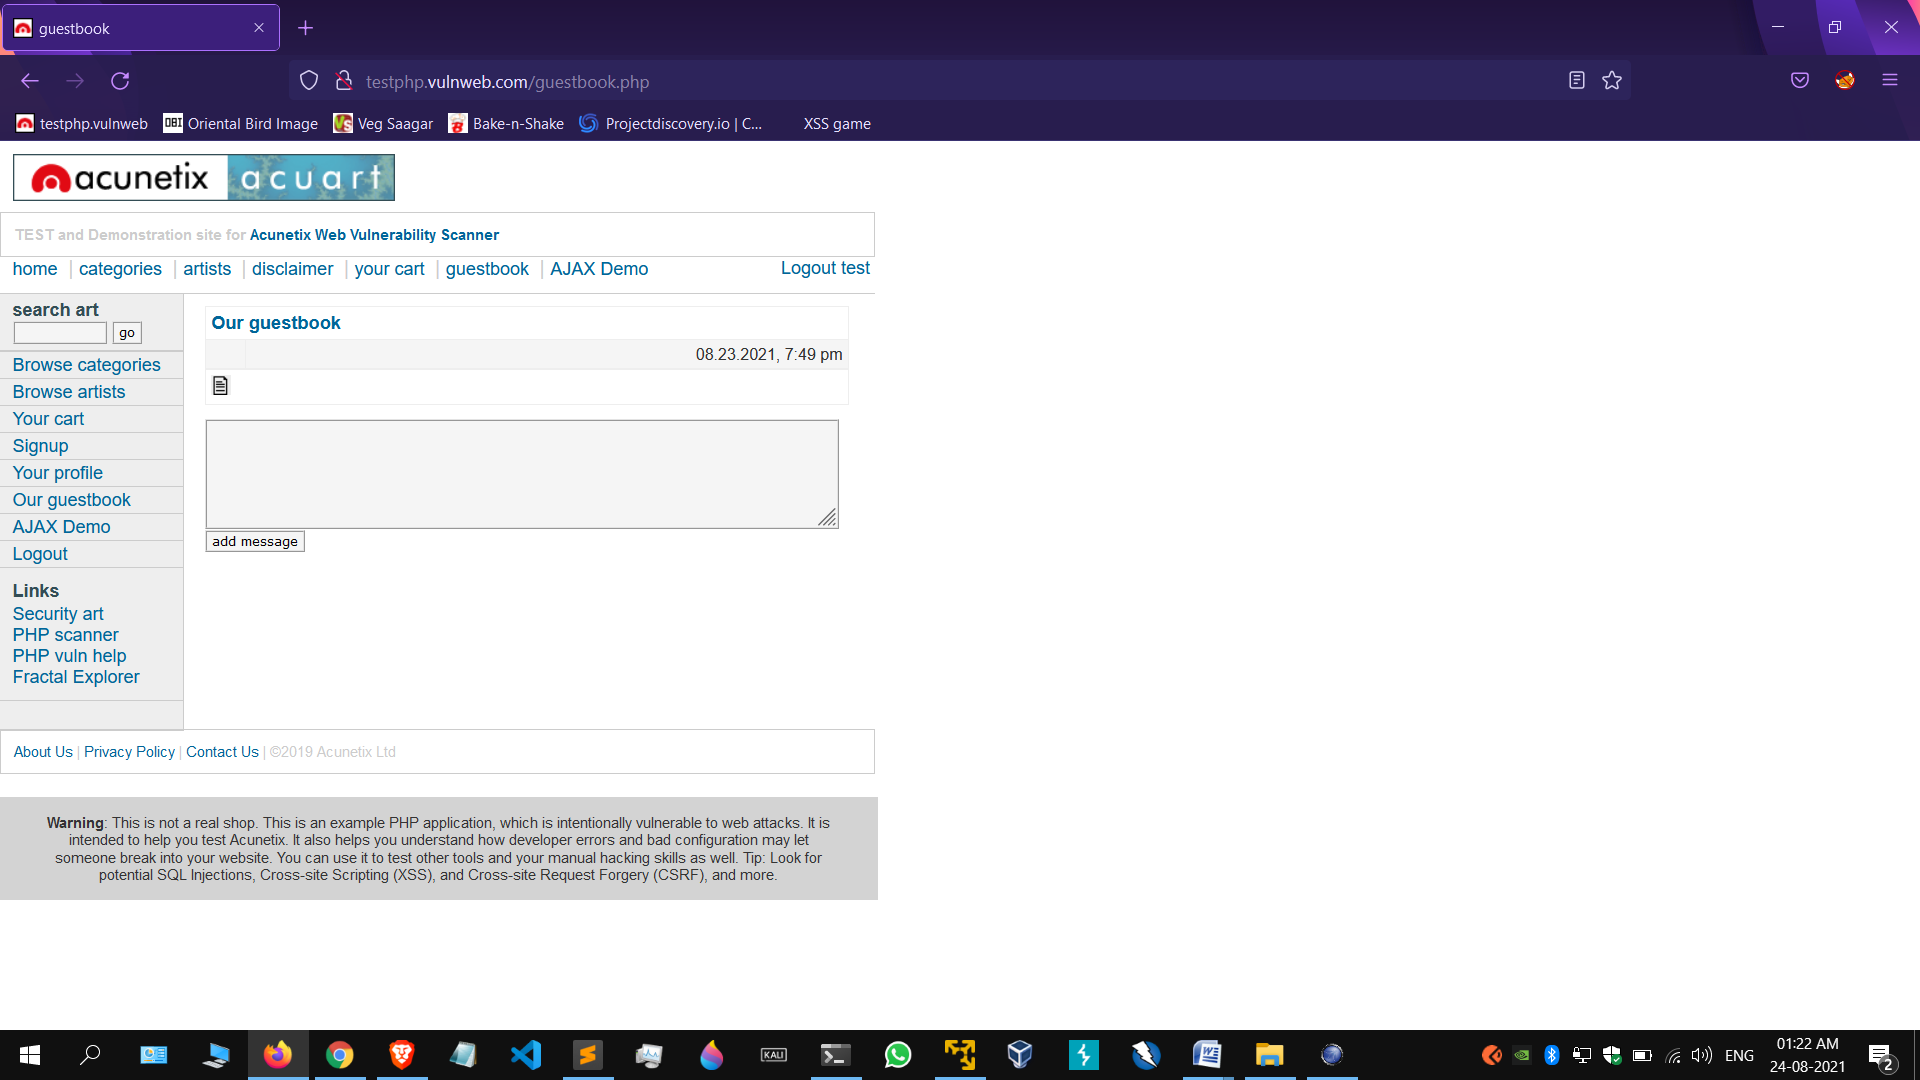 guestbook
testphp.vulnweb.com/guestbook.php
testphp.vulnweb
OBI Oriental Bird Image
Veg Saagar
Bake-n-Shake
Projectdiscovery.io | C...
XSS game
acunetix acuart
TEST and Demonstration site for Acunetix Web Vulnerability Scanner
home | categories | artists | disclaimer | your cart | guestbook | AJAX Demo
Logout test
search art
go
Browse categories
Browse artists
Your cart
Signup
Your profile
Our guestbook
AJAX Demo
Logout
Links
Security art
PHP scanner
PHP vuln help
Fractal Explorer
Our guestbook
08.23.2021, 7:49 pm
add message
About Us | Privacy Policy | Contact Us | ©2019 Acunetix Ltd
Warning: This is not a real shop. This is an example PHP application, which is intentionally vulnerable to web attacks. It is
intended to help you test Acunetix. It also helps you understand how developer errors and bad configuration may let
someone break into your website. You can use it to test other tools and your manual hacking skills as well. Tip: Look for
potential SQL Injections, Cross-site Scripting (XSS), and Cross-site Request Forgery (CSRF), and more.
KALI
ENG
01:22 AM
24-08-2021
2